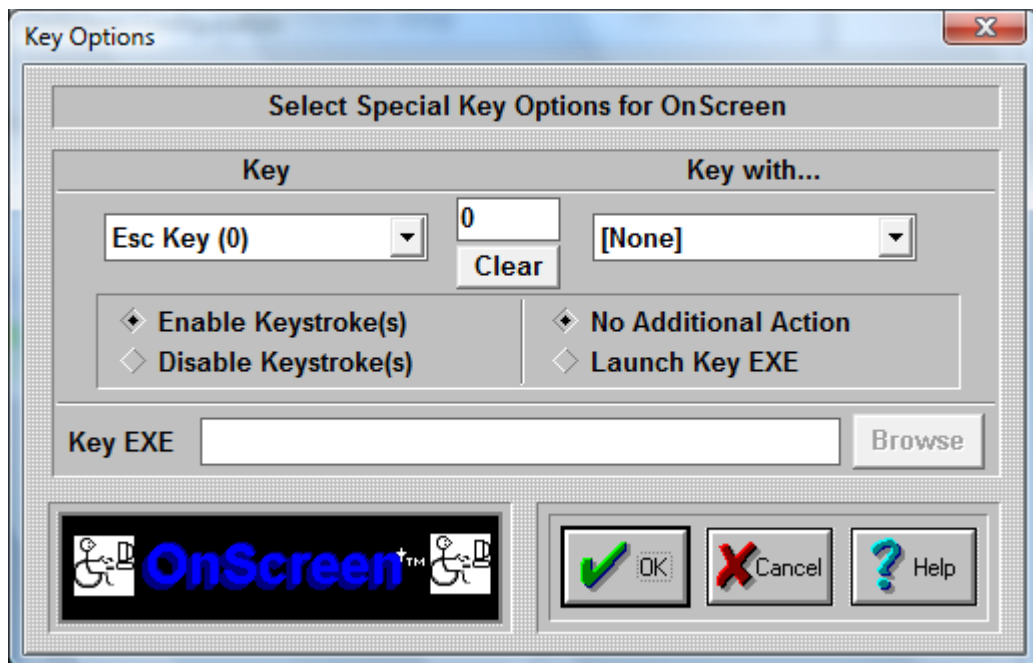 Key Options
Select Special Key Options for OnScreen
Key Key with...
Esc Key (0) 0 [None]
Clear
Enable Keystroke(s) No Additional Action
Disable Keystroke(s) Launch Key EXE
Key EXE Browse
OnScreen™ OK Cancel Help